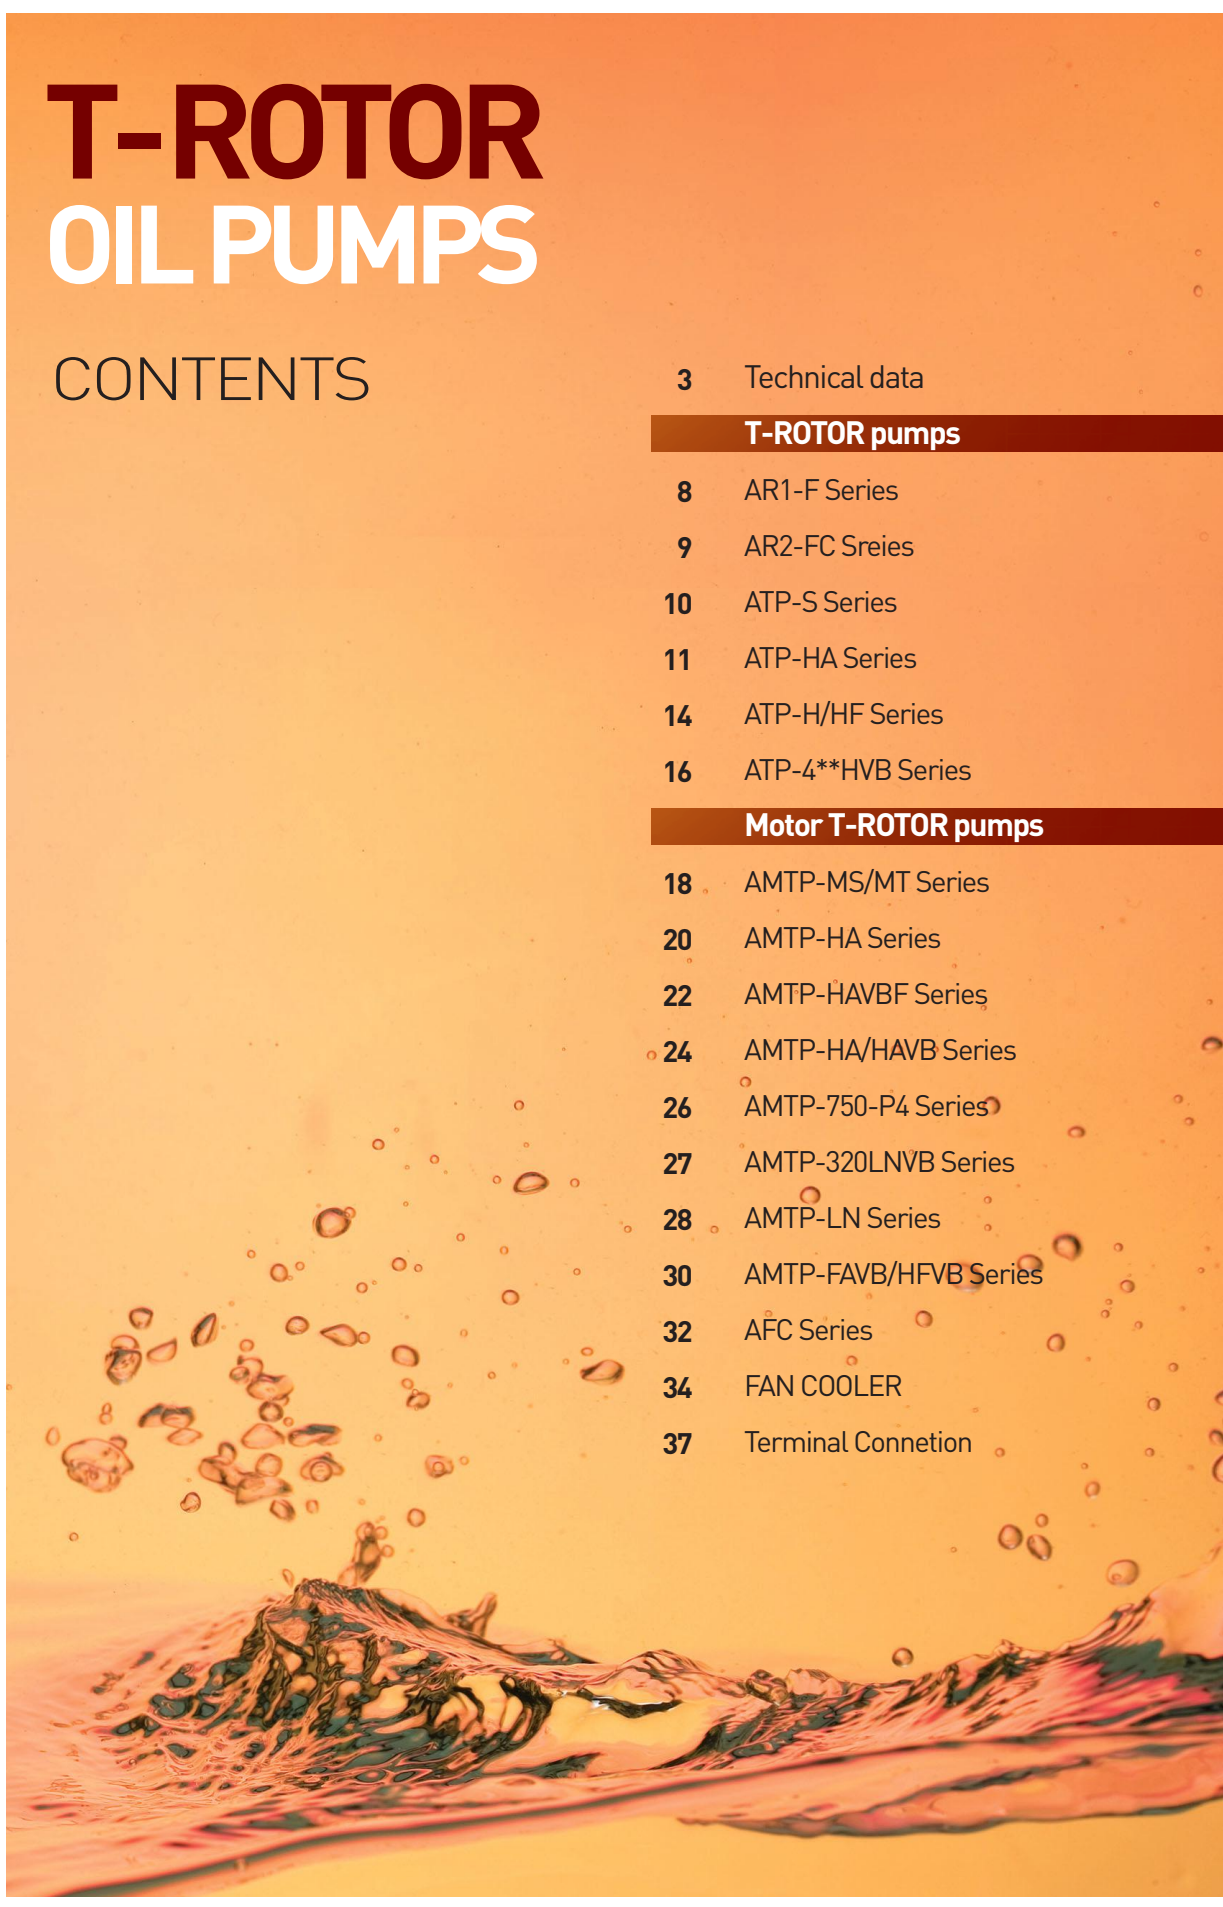 T-ROTOR
OIL PUMPS
CONTENTS
3 Technical data
T-ROTOR pumps
8 AR1-F Series
9 AR2-FC Sreies
10 ATP-S Series
11 ATP-HA Series
14 ATP-H/HF Series
16 ATP-4**HVB Series
Motor T-ROTOR pumps
18 AMTP-MS/MT Series
20 AMTP-HA Series
22 AMTP-HAVBF Series
24 AMTP-HA/HAVB Series
26 AMTP-750-P4 Series
27 AMTP-320LNVB Series
28 AMTP-LN Series
30 AMTP-FAVB/HFVB Series
32 AFC Series
34 FAN COOLER
37 Terminal Connetion